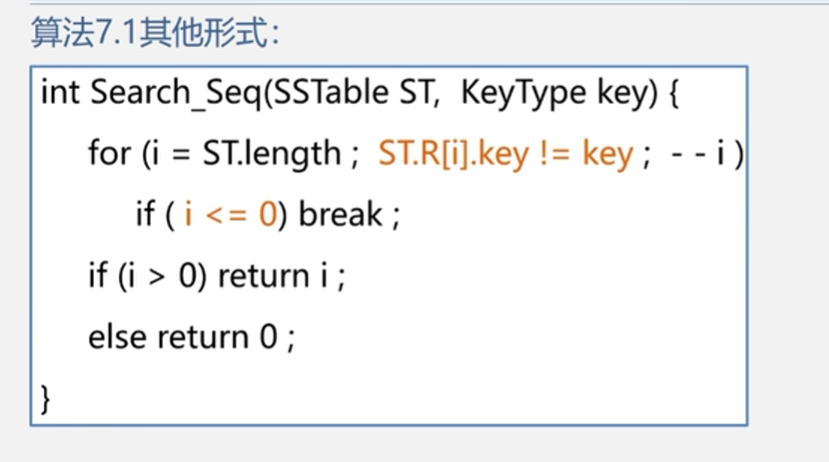 算法7.1其他形式：
int Search_Seq(SSTable ST, KeyType key) {
for (i = ST.length ; ST.R[i].key != key ; - - i )
if ( i <= 0) break ;
if (i > 0) return i ;
else return 0 ;
}